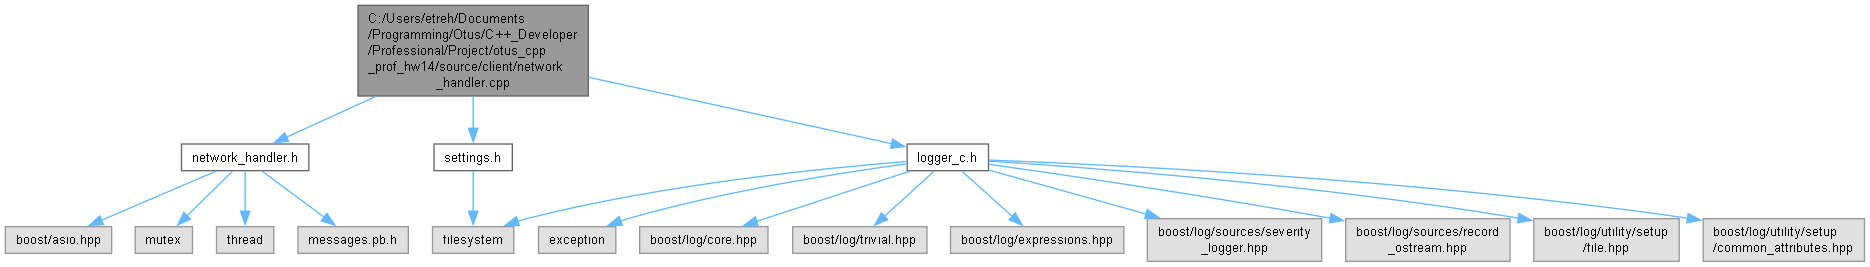 C:/Users/etreh/Documents
/Programming/Otus/C++_Developer
/Professional/Project/otus_cpp
_prof_hw14/source/client/network
_handler.cpp
network_handler.h
settings.h
logger_c.h
boost/asio.hpp
mutex
thread
messages.pb.h
filesystem
exception
boost/log/core.hpp
boost/log/trivial.hpp
boost/log/expressions.hpp
boost/log/sources/severity
_logger.hpp
boost/log/sources/record
_ostream.hpp
boost/log/utility/setup
/file.hpp
boost/log/utility/setup
/common_attributes.hpp